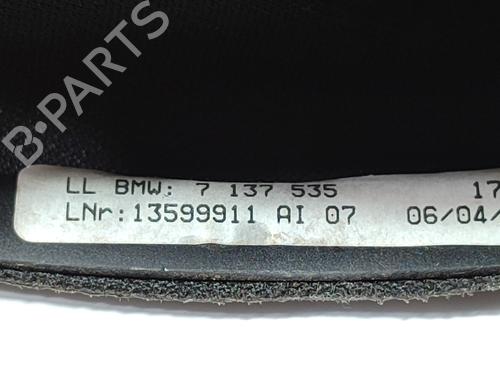 B-PARTS
LL BMW: 7 137 535 17
LNr:13599911 AI 07 06/04/